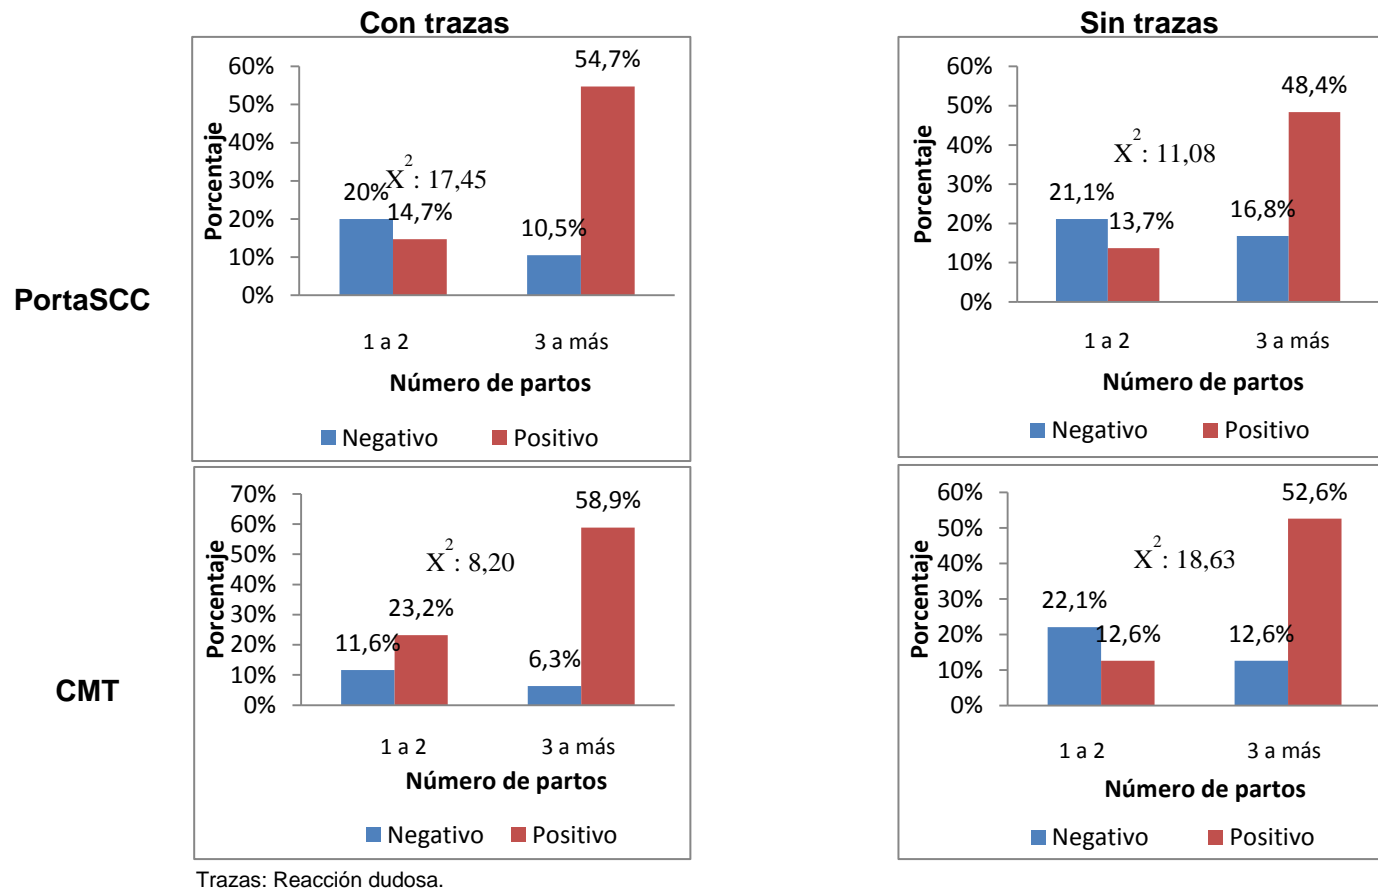 Con trazas
Sin trazas
PortaSCC
60%
50%
40%
30%
20%
10%
0%
Porcentaje
54,7%
X²: 17,45
20%
14,7%
10,5%
1 a 2
3 a más
Número de partos
Negativo
Positivo
60%
50%
40%
30%
20%
10%
0%
Porcentaje
48,4%
X²: 11,08
21,1%
13,7%
16,8%
1 a 2
3 a más
Número de partos
Negativo
Positivo
CMT
70%
60%
50%
40%
30%
20%
10%
0%
Porcentaje
58,9%
X²: 8,20
11,6%
23,2%
6,3%
1 a 2
3 a más
Número de partos
Negativo
Positivo
60%
50%
40%
30%
20%
10%
0%
Porcentaje
52,6%
X²: 18,63
22,1%
12,6%
12,6%
1 a 2
3 a más
Número de partos
Negativo
Positivo
Trazas: Reacción dudosa.